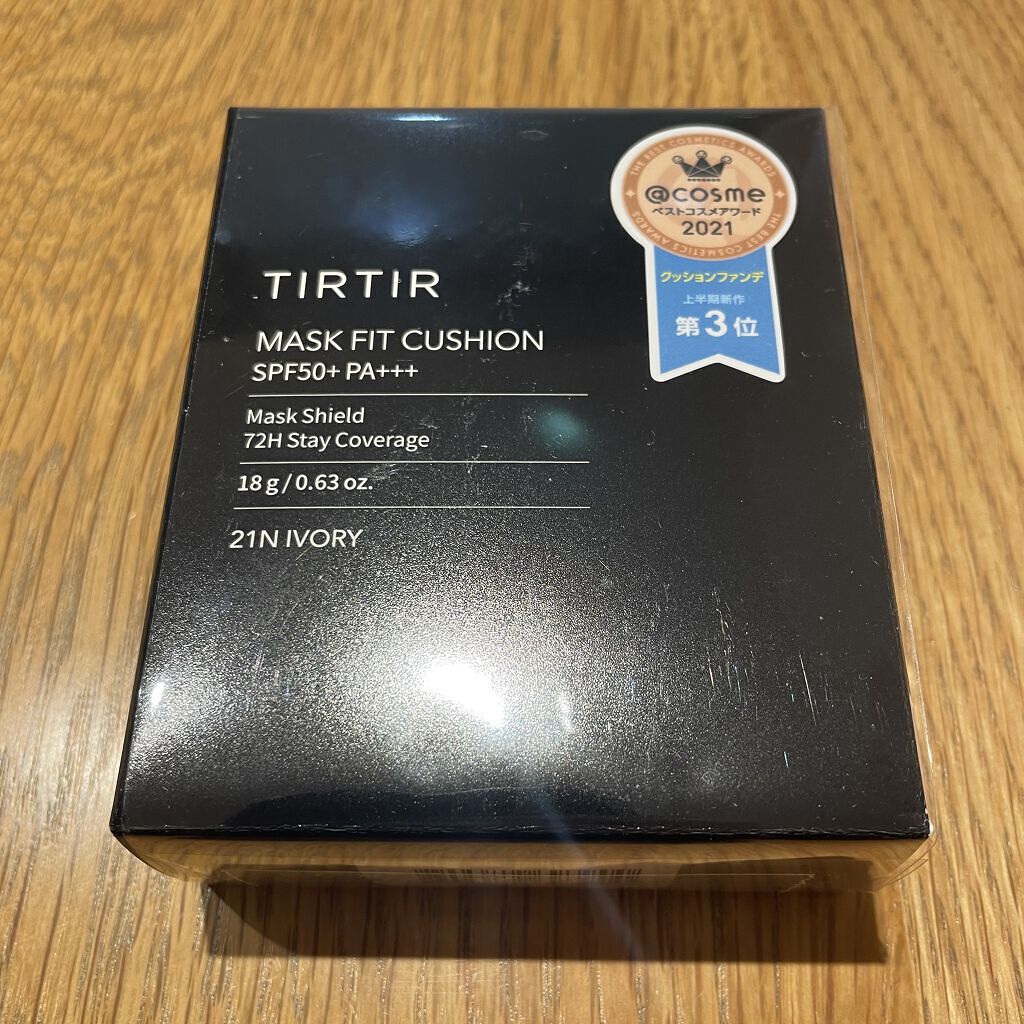 TIRTIR
MASK FIT CUSHION
SPF50+ PA+++
Mask Shield
72H Stay Coverage
18 g / 0.63 oz.
21N IVORY
THE BEST COSMETICS AWARDS
@cosme
ベストコスメアワード
2021
THE BEST COSMETICS AWARDS
クッションファンデ
上半期新作
第3位